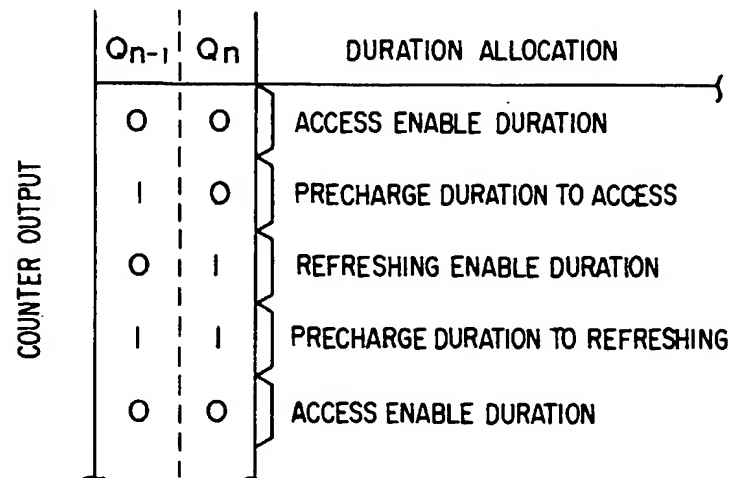 Qn-1 Qn DURATION ALLOCATION
0 0 ACCESS ENABLE DURATION
1 0 PRECHARGE DURATION TO ACCESS
0 1 REFRESHING ENABLE DURATION
1 1 PRECHARGE DURATION TO REFRESHING
0 0 ACCESS ENABLE DURATION
COUNTER OUTPUT